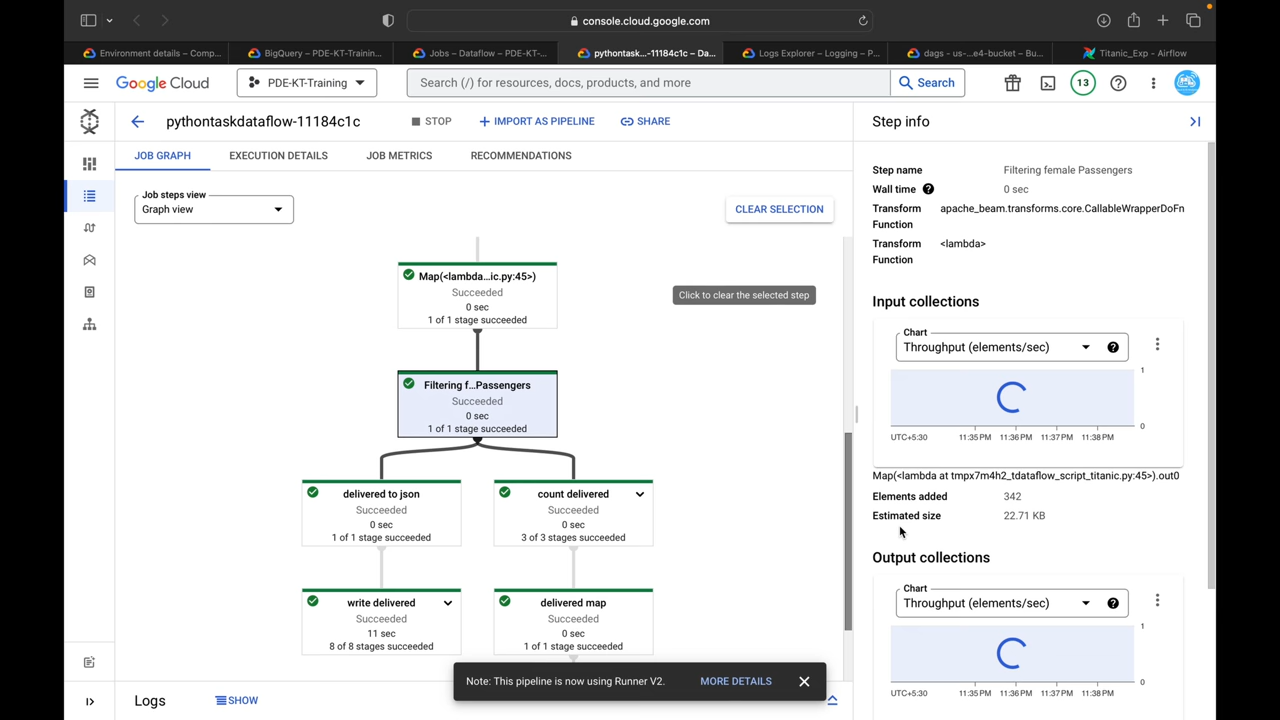 console.cloud.google.com
Environment details – Comp...
BigQuery – PDE-KT-Trainin...
Jobs – Dataflow – PDE-KT-...
pythontask...-11184c1c – Da...
Logs Explorer – Logging – P...
dags - us-...e4-bucket – Bu...
Titanic_Exp - Airflow
Google Cloud
PDE-KT-Training
Search (/) for resources, docs, products, and more
Search
13
pythontaskdataflow-11184c1c
STOP
IMPORT AS PIPELINE
SHARE
JOB GRAPH
EXECUTION DETAILS
JOB METRICS
RECOMMENDATIONS
Job steps view
Graph view
CLEAR SELECTION
Click to clear the selected step
Map(<lambda...ic.py:45>)
Succeeded
0 sec
1 of 1 stage succeeded
Filtering f...Passengers
Succeeded
0 sec
1 of 1 stage succeeded
delivered to json
Succeeded
0 sec
1 of 1 stage succeeded
count delivered
Succeeded
0 sec
3 of 3 stages succeeded
write delivered
Succeeded
11 sec
8 of 8 stages succeeded
delivered map
Succeeded
0 sec
1 of 1 stage succeeded
Note: This pipeline is now using Runner V2.
MORE DETAILS
Logs
SHOW
Step info
Step name
Filtering female Passengers
Wall time
0 sec
Transform Function
apache_beam.transforms.core.CallableWrapperDoFn
Transform Function
<lambda>
Input collections
Chart
Throughput (elements/sec)
1
0
UTC+5:30
11:35 PM
11:36 PM
11:37 PM
11:38 PM
Map(<lambda at tmpx7m4h2_tdataflow_script_titanic.py:45>).out0
Elements added
342
Estimated size
22.71 KB
Output collections
Chart
Throughput (elements/sec)
1
0
UTC+5:30
11:35 PM
11:36 PM
11:37 PM
11:38 PM